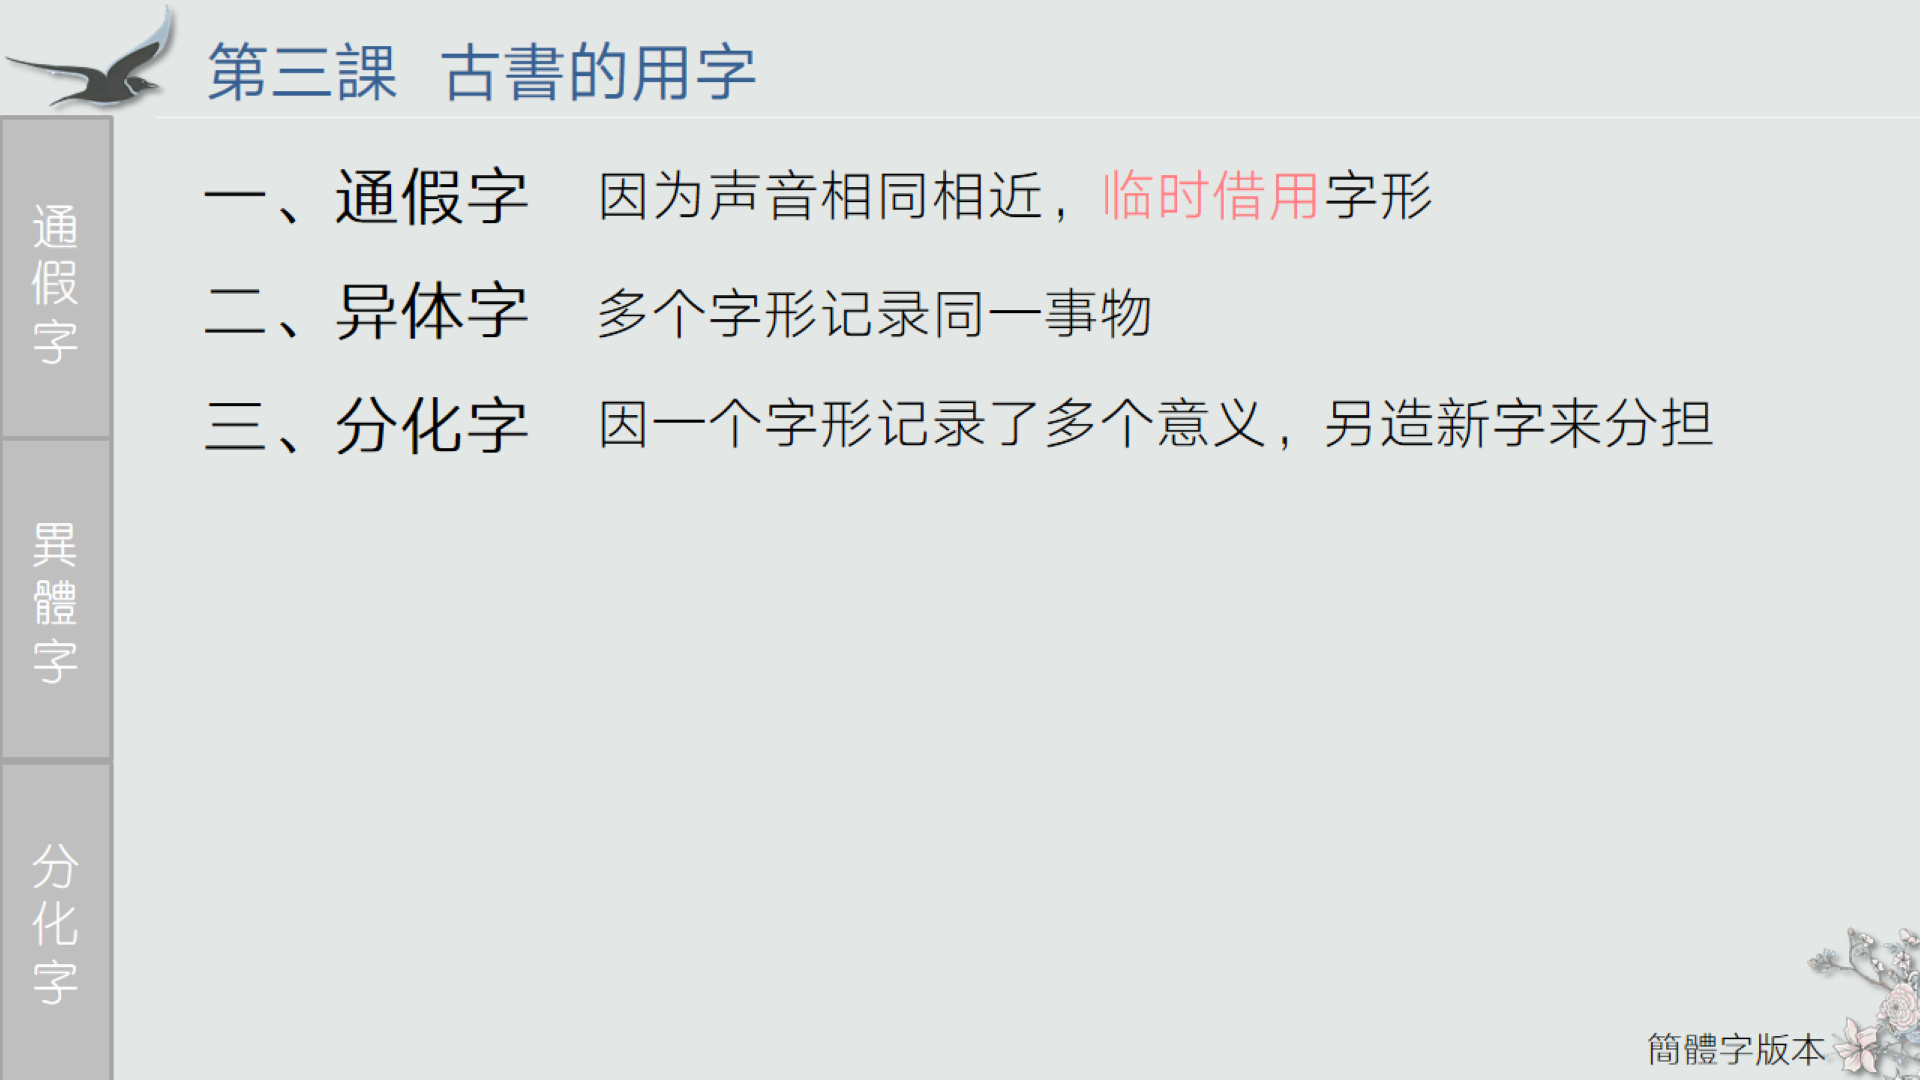 第三課 古書的用字
通假字
異體字
分化字
一、通假字 因为声音相同相近，临时借用字形
二、异体字 多个字形记录同一事物
三、分化字 因一个字形记录了多个意义，另造新字来分担
簡體字版本